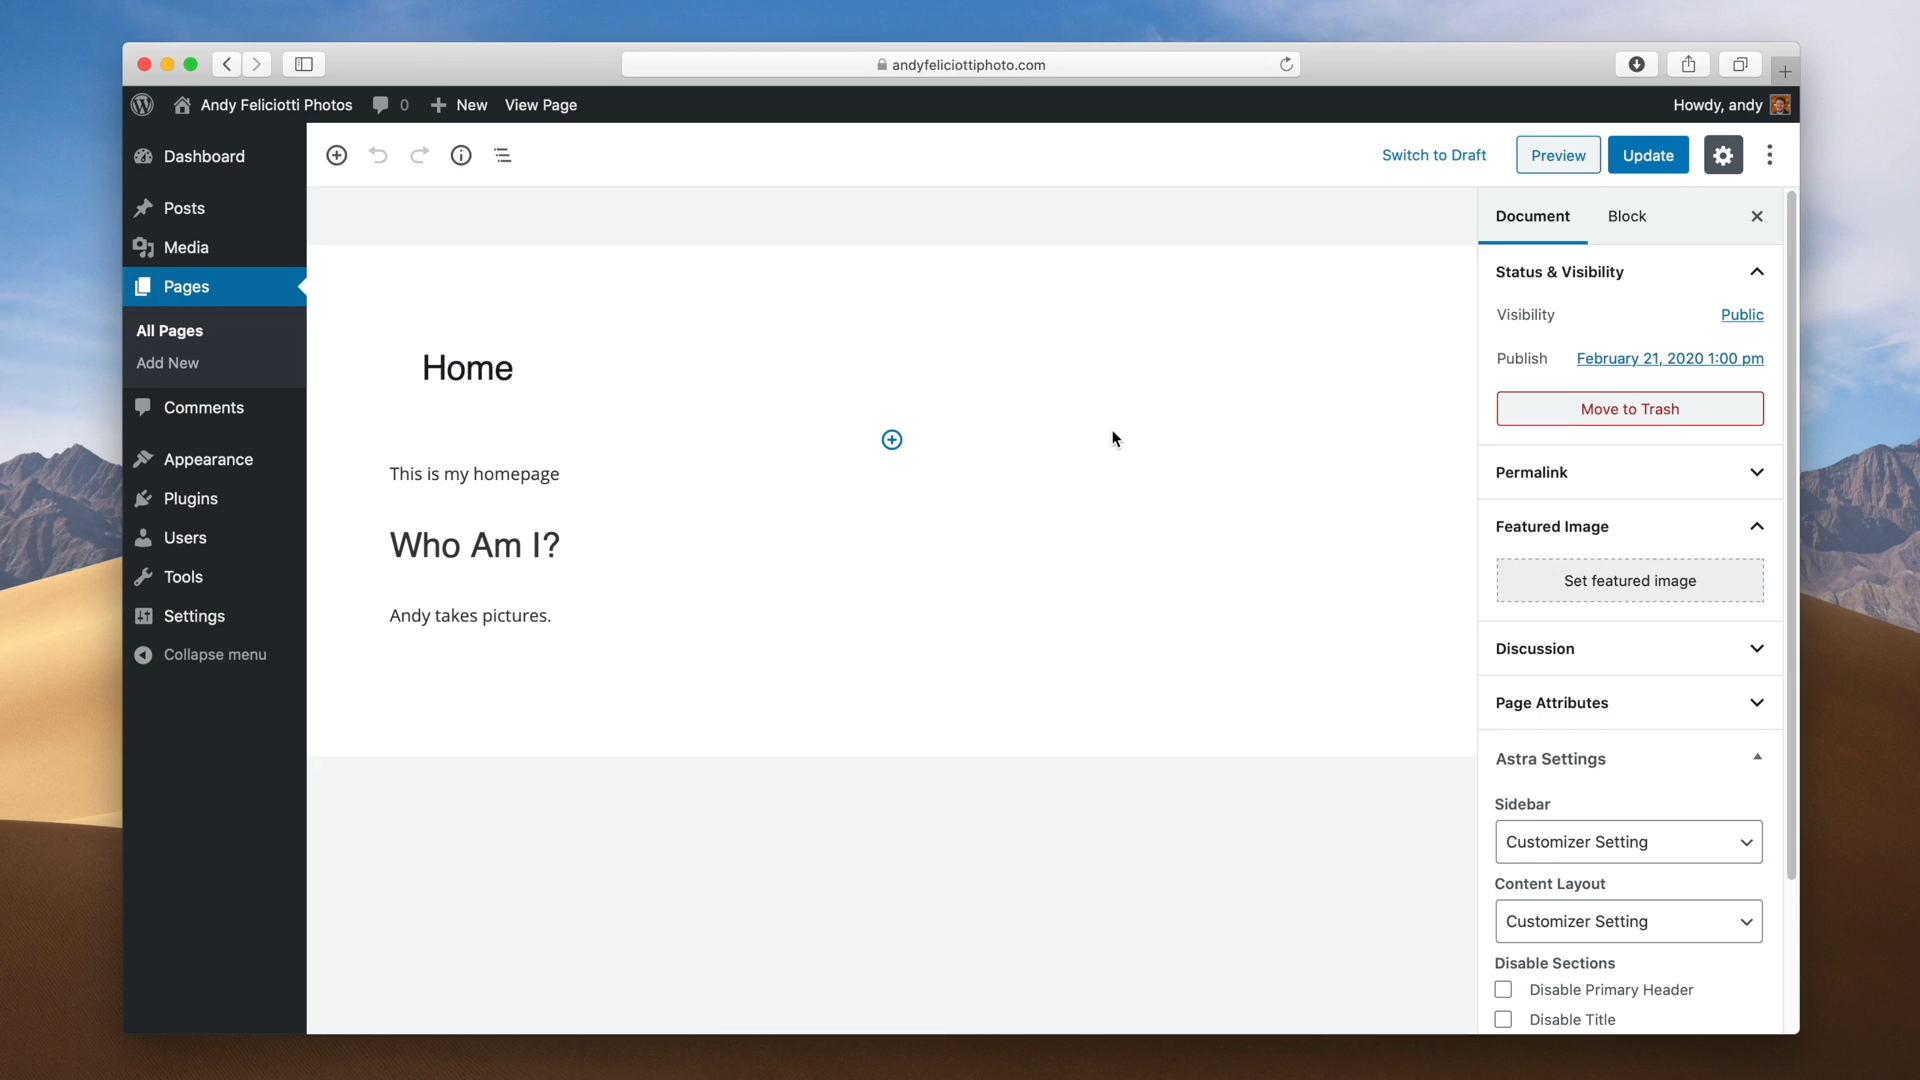 andyfeliciottiphoto.com
Andy Feliciotti Photos 0 New View Page Howdy, andy
Dashboard
Posts
Media
Pages
All Pages
Add New
Comments
Appearance
Plugins
Users
Tools
Settings
Collapse menu
Switch to Draft Preview Update
Home
This is my homepage
Who Am I?
Andy takes pictures.
Document Block
Status & Visibility
Visibility Public
Publish February 21, 2020 1:00 pm
Move to Trash
Permalink
Featured Image
Set featured image
Discussion
Page Attributes
Astra Settings
Sidebar
Customizer Setting
Content Layout
Customizer Setting
Disable Sections
Disable Primary Header
Disable Title